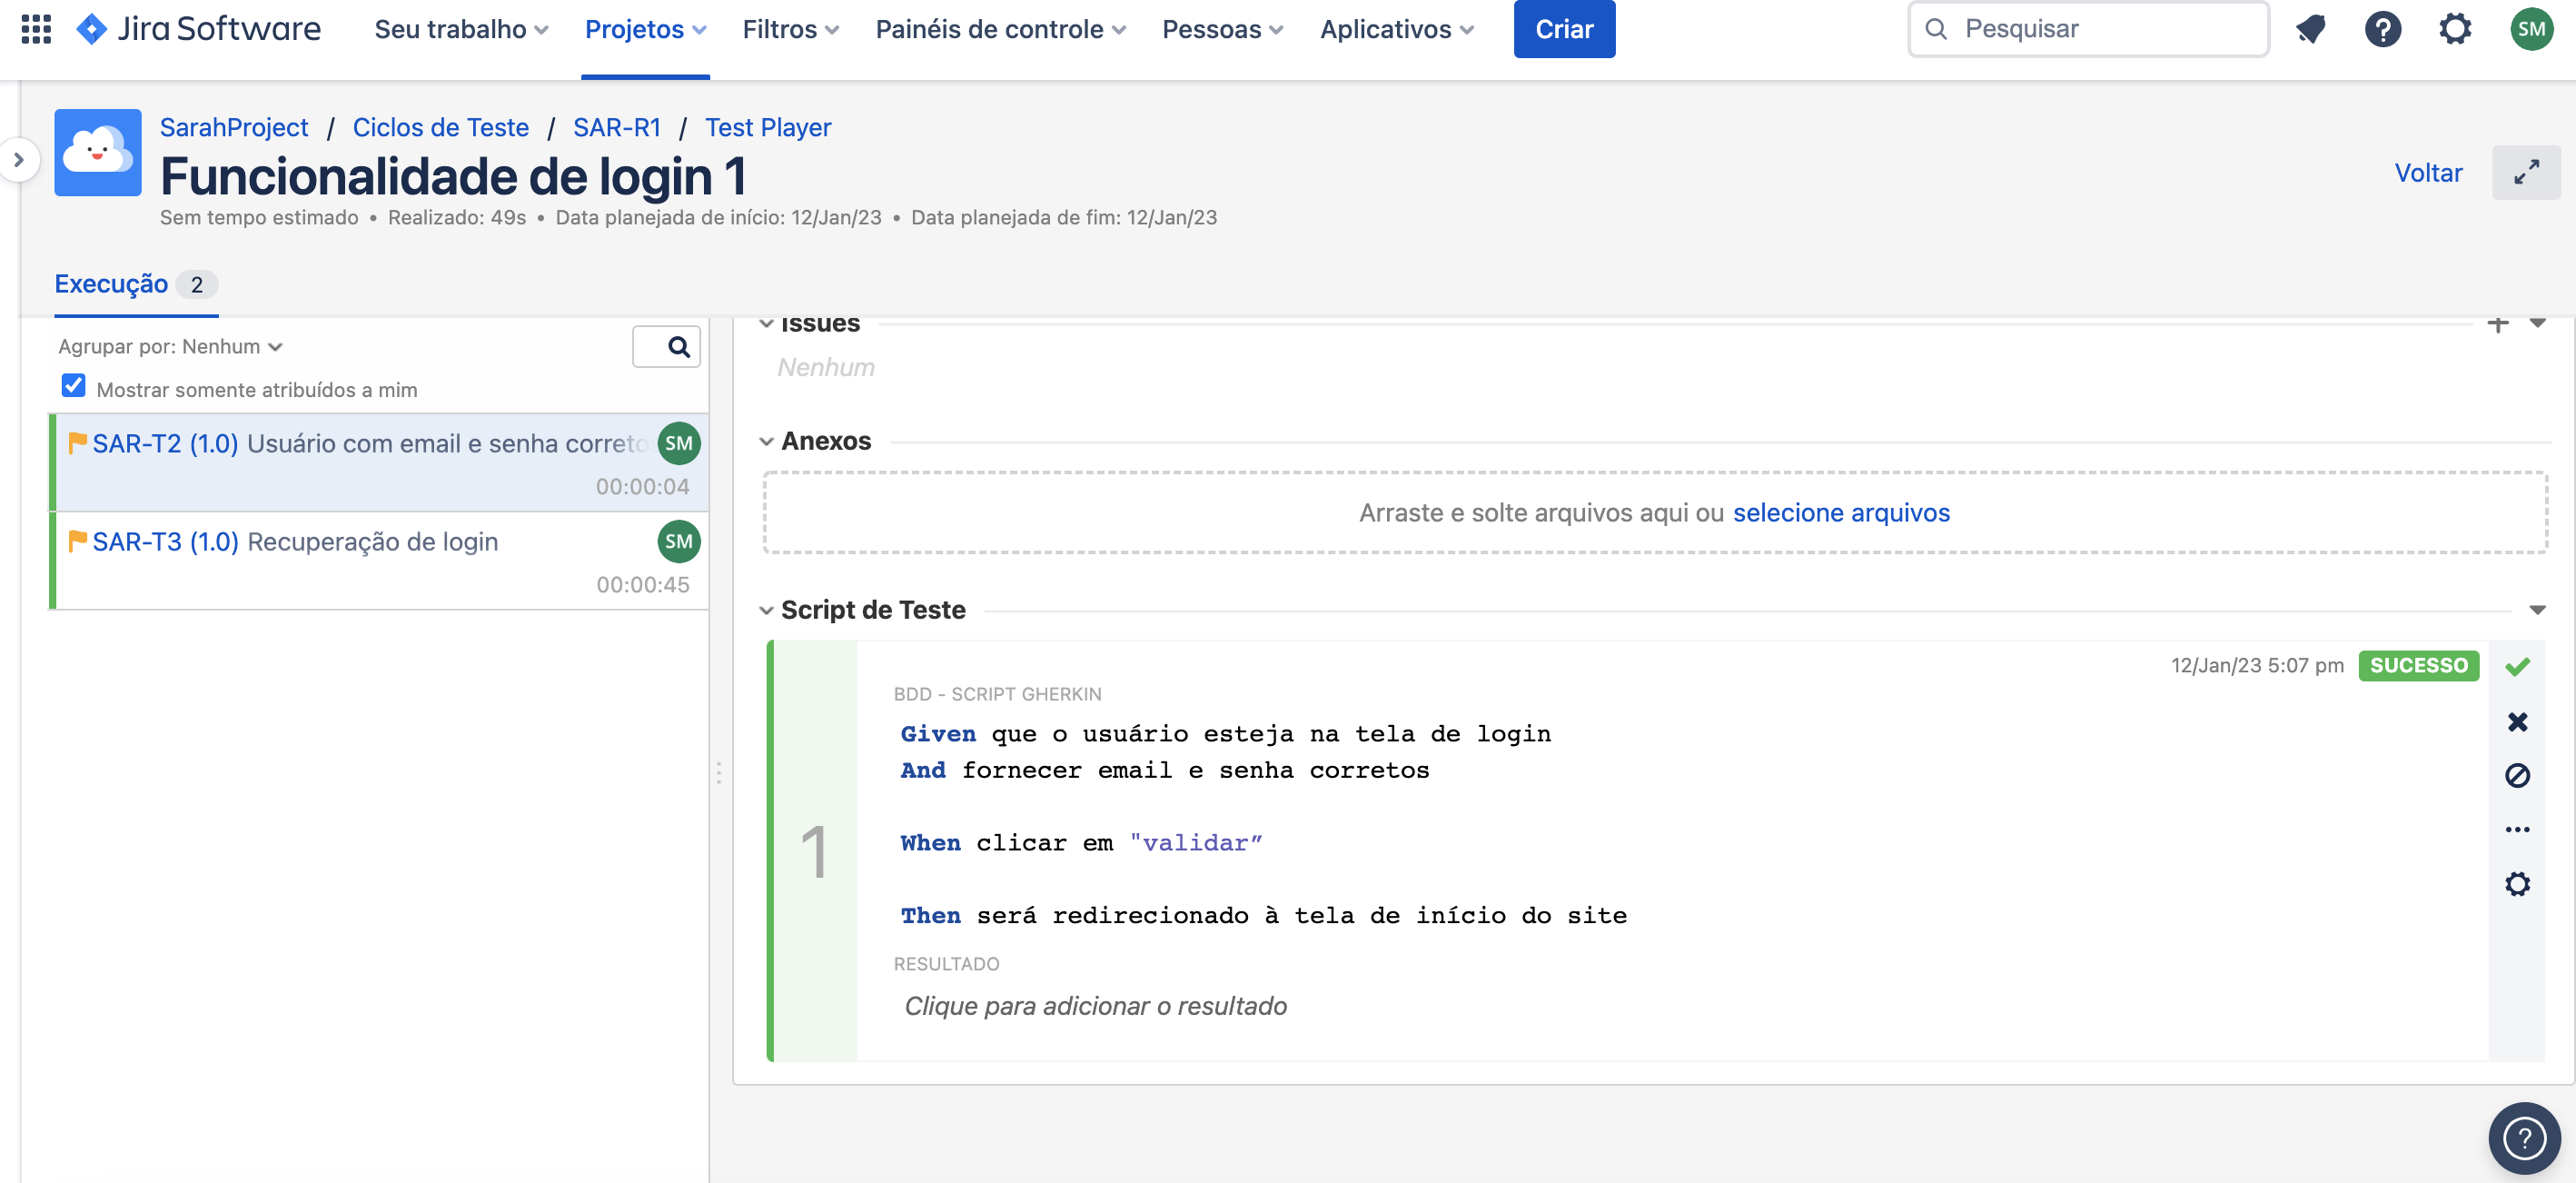 Jira Software Seu trabalho Projetos Filtros Painéis de controle Pessoas Aplicativos Criar Pesquisar SM
SarahProject / Ciclos de Teste / SAR-R1 / Test Player
Funcionalidade de login 1
Voltar
Sem tempo estimado • Realizado: 49s • Data planejada de início: 12/Jan/23 • Data planejada de fim: 12/Jan/23
Execução 2
Agrupar por: Nenhum
Mostrar somente atribuídos a mim
SAR-T2 (1.0) Usuário com email e senha corretos SM
00:00:04
SAR-T3 (1.0) Recuperação de login SM
00:00:45
Issues
Nenhum
Anexos
Arraste e solte arquivos aqui ou selecione arquivos
Script de Teste
12/Jan/23 5:07 pm SUCESSO
1
BDD - SCRIPT GHERKIN
Given que o usuário esteja na tela de login
And fornecer email e senha corretos
When clicar em "validar”
Then será redirecionado à tela de início do site
RESULTADO
Clique para adicionar o resultado